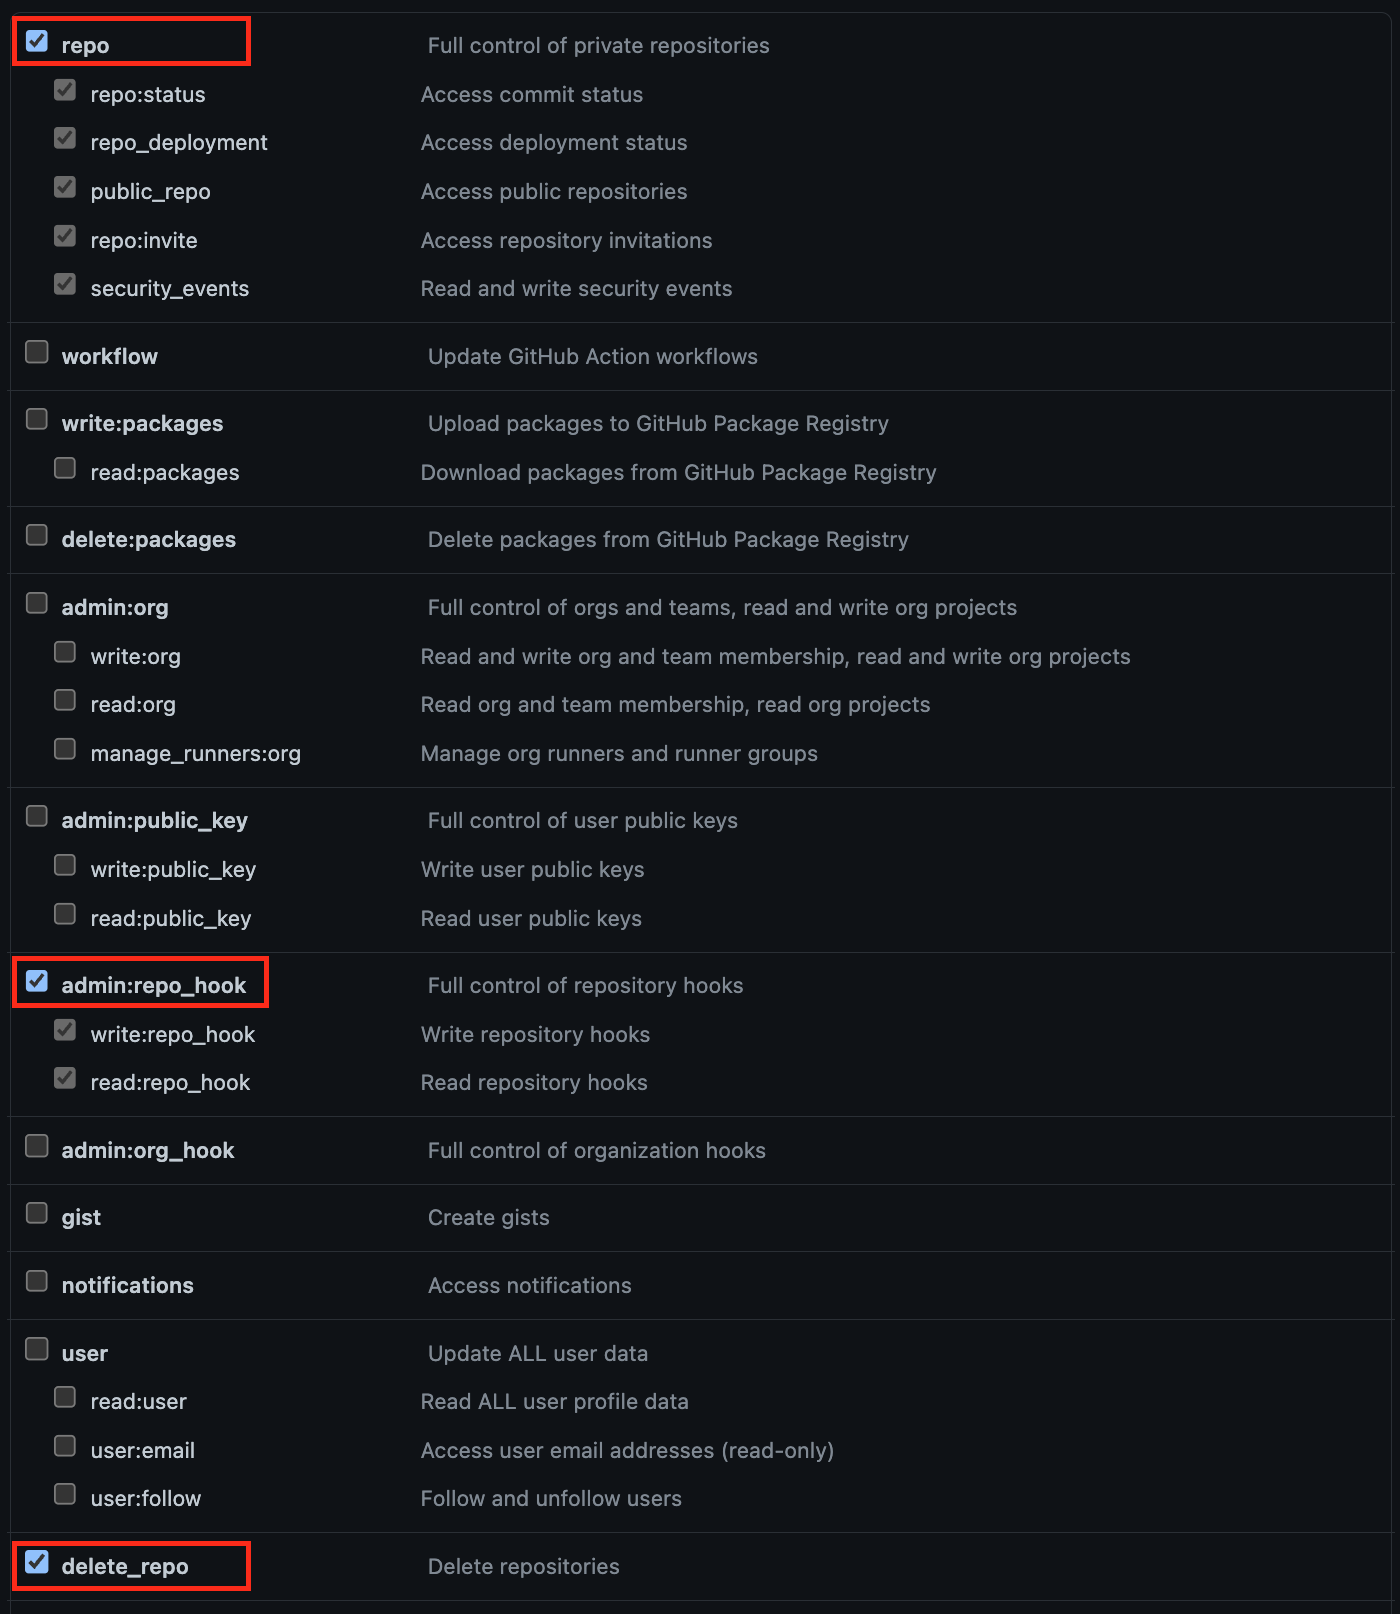 repo Full control of private repositories
repo:status Access commit status
repo_deployment Access deployment status
public_repo Access public repositories
repo:invite Access repository invitations
security_events Read and write security events
workflow Update GitHub Action workflows
write:packages Upload packages to GitHub Package Registry
read:packages Download packages from GitHub Package Registry
delete:packages Delete packages from GitHub Package Registry
admin:org Full control of orgs and teams, read and write org projects
write:org Read and write org and team membership, read and write org projects
read:org Read org and team membership, read org projects
manage_runners:org Manage org runners and runner groups
admin:public_key Full control of user public keys
write:public_key Write user public keys
read:public_key Read user public keys
admin:repo_hook Full control of repository hooks
write:repo_hook Write repository hooks
read:repo_hook Read repository hooks
admin:org_hook Full control of organization hooks
gist Create gists
notifications Access notifications
user Update ALL user data
read:user Read ALL user profile data
user:email Access user email addresses (read-only)
user:follow Follow and unfollow users
delete_repo Delete repositories